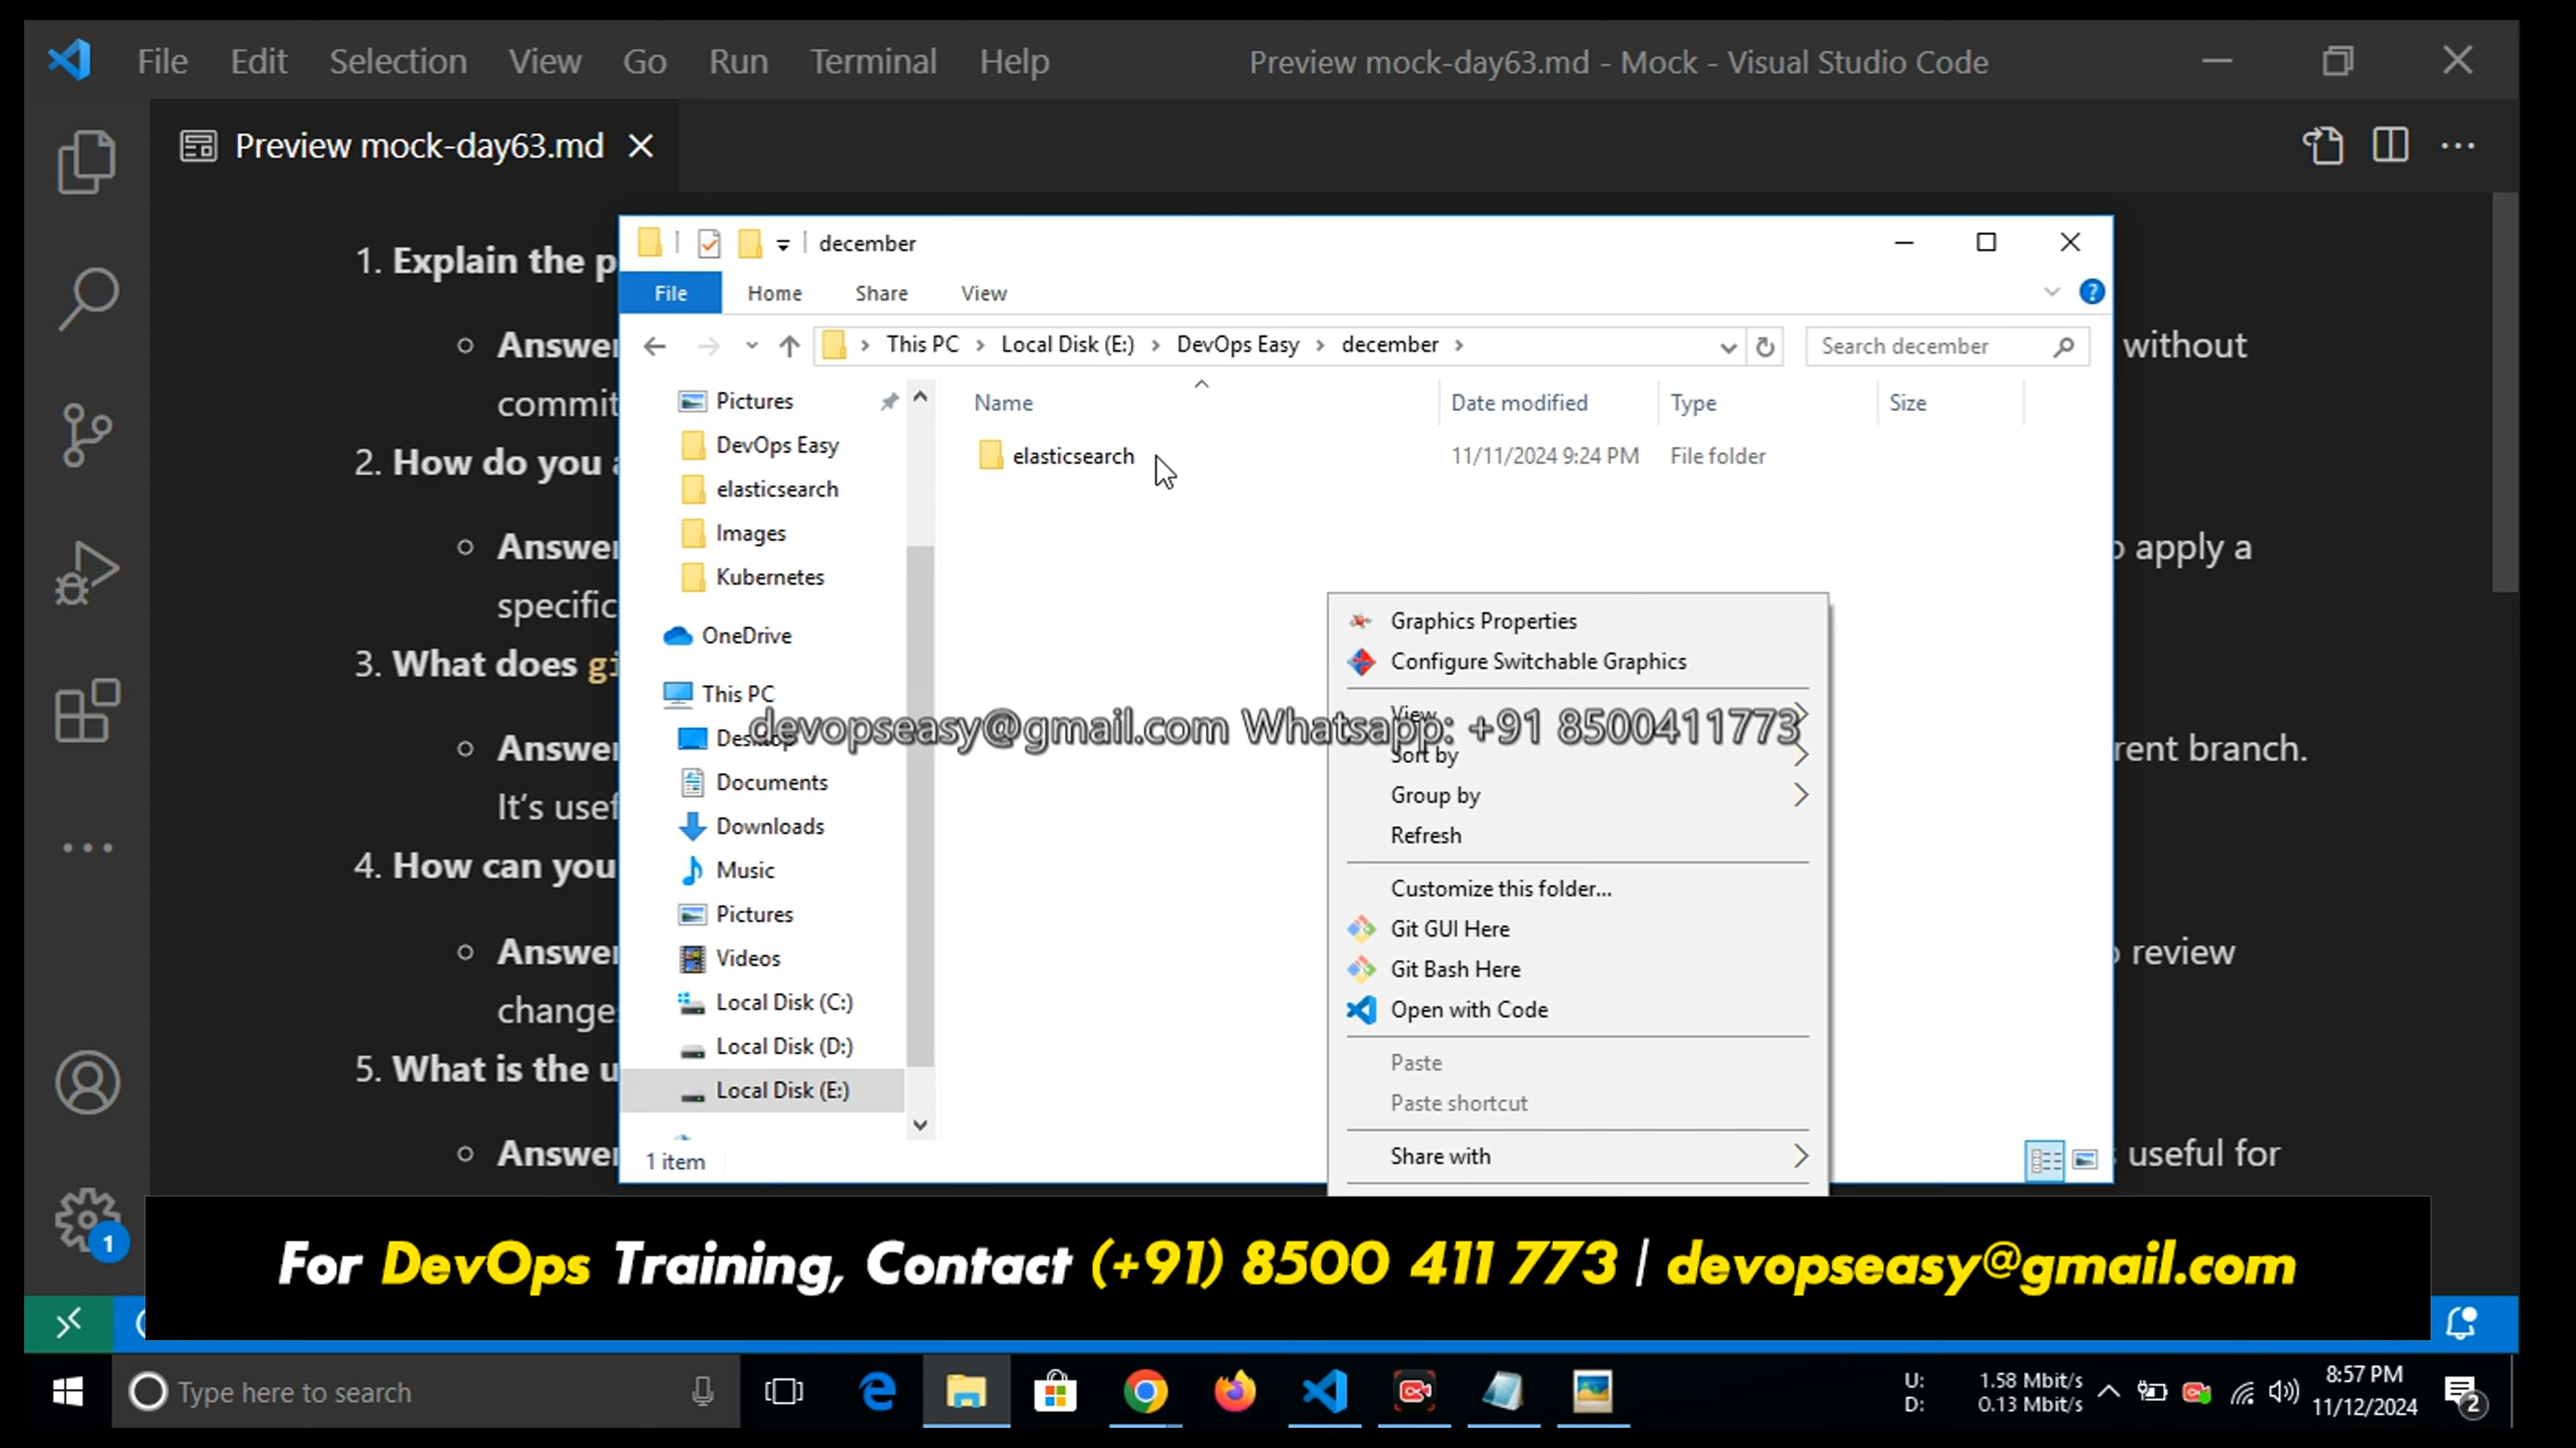 File Edit Selection View Go Run Terminal Help Preview mock-day63.md - Mock - Visual Studio Code
Preview mock-day63.md
1. Explain the p
Answer without
commit
2. How do you a
Answer o apply a
specific
3. What does gi
Answer rent branch.
It's usef
4. How can you
Answer o review
change
5. What is the u
Answer useful for
december
File Home Share View
This PC > Local Disk (E:) > DevOps Easy > december >
Search december
Name Date modified Type Size
elasticsearch 11/11/2024 9:24 PM File folder
Pictures
DevOps Easy
elasticsearch
Images
Kubernetes
OneDrive
This PC
Desktop
Documents
Downloads
Music
Pictures
Videos
Local Disk (C:)
Local Disk (D:)
Local Disk (E:)
1 item
Graphics Properties
Configure Switchable Graphics
View
Sort by
Group by
Refresh
Customize this folder...
Git GUI Here
Git Bash Here
Open with Code
Paste
Paste shortcut
Share with
devopseasy@gmail.com Whatsapp: +91 8500411773
1
For DevOps Training, Contact (+91) 8500 411 773 | devopseasy@gmail.com
Type here to search
U: 1.58 Mbit/s
D: 0.13 Mbit/s
8:57 PM
11/12/2024
2